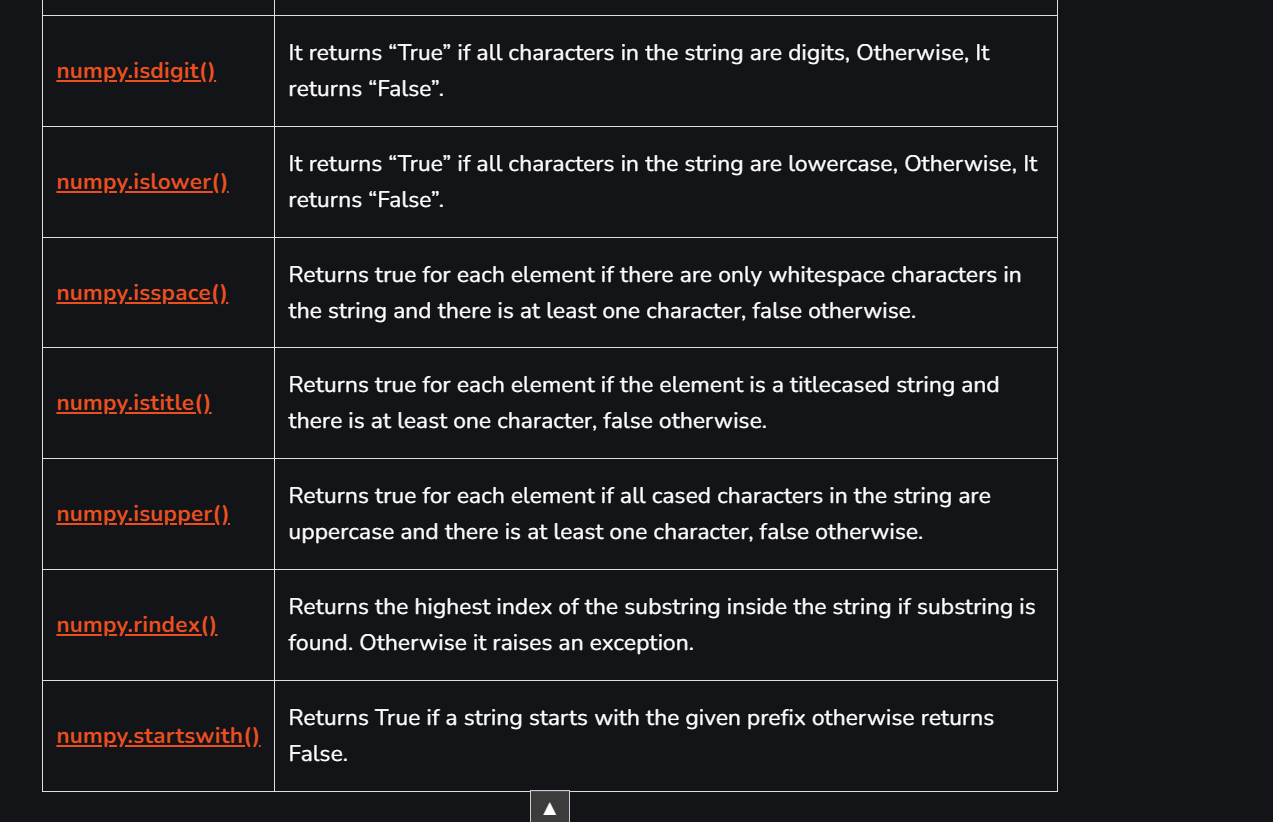 numpy.isdigit()
It returns “True” if all characters in the string are digits, Otherwise, It
returns “False”.
numpy.islower()
It returns “True” if all characters in the string are lowercase, Otherwise, It
returns “False”.
numpy.isspace()
Returns true for each element if there are only whitespace characters in
the string and there is at least one character, false otherwise.
numpy.istitle()
Returns true for each element if the element is a titlecased string and
there is at least one character, false otherwise.
numpy.isupper()
Returns true for each element if all cased characters in the string are
uppercase and there is at least one character, false otherwise.
numpy.rindex()
Returns the highest index of the substring inside the string if substring is
found. Otherwise it raises an exception.
numpy.startswith()
Returns True if a string starts with the given prefix otherwise returns
False.